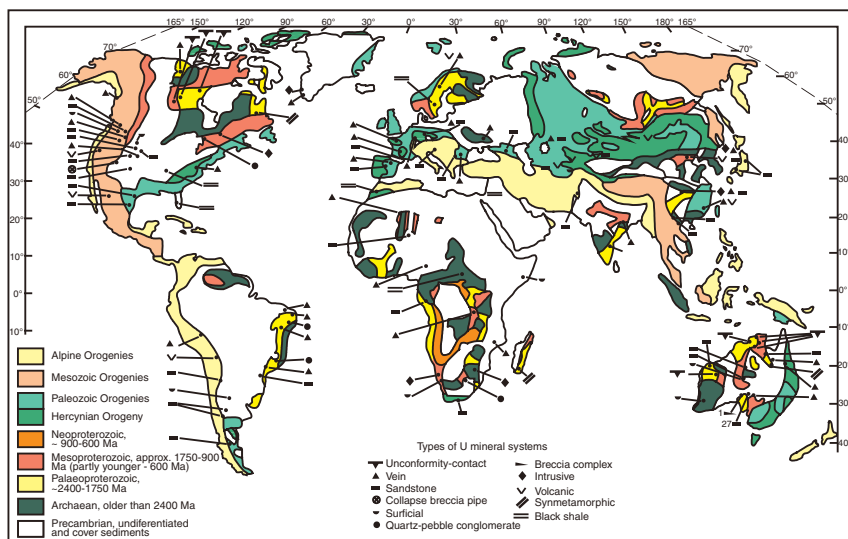 165° 150° 120° 90° 60° 30° 0° 30° 60° 90° 120° 150° 180° 165°
70° 70°
60° 60°
50° 50°
40° 40°
30° 30°
20° 20°
10° 10°
0° 0°
10° 10°
20°
30°
1
27
40
Alpine Orogenies
Mesozoic Orogenies
Paleozoic Orogenies
Hercynian Orogeny
Neoproterozoic,
~ 900-600 Ma
Mesoproterozoic, approx. 1750-900
Ma (partly younger - 600 Ma)
Palaeoproterozoic,
~2400-1750 Ma
Archaean, older than 2400 Ma
Precambrian, undifferentiated
and cover sediments
Types of U mineral systems
Unconformity-contact
Vein
Sandstone
Collapse breccia pipe
Surficial
Quartz-pebble conglomerate
Breccia complex
Intrusive
Volcanic
Synmetamorphic
Black shale